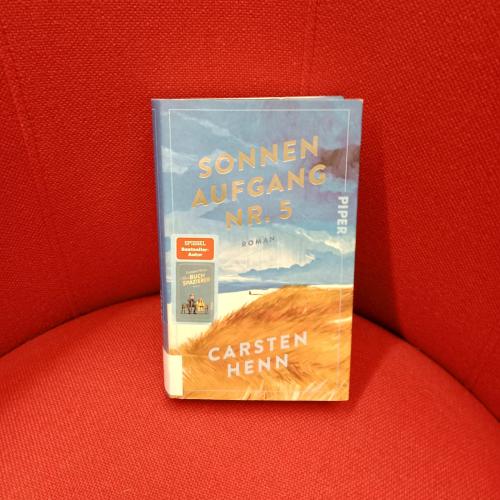 SONNEN
AUFGANG
NR. 5
ROMAN
PIPER
SPIEGEL
Bestseller-
Autor
BUCH
SPAZIERER
CARSTEN
HENN